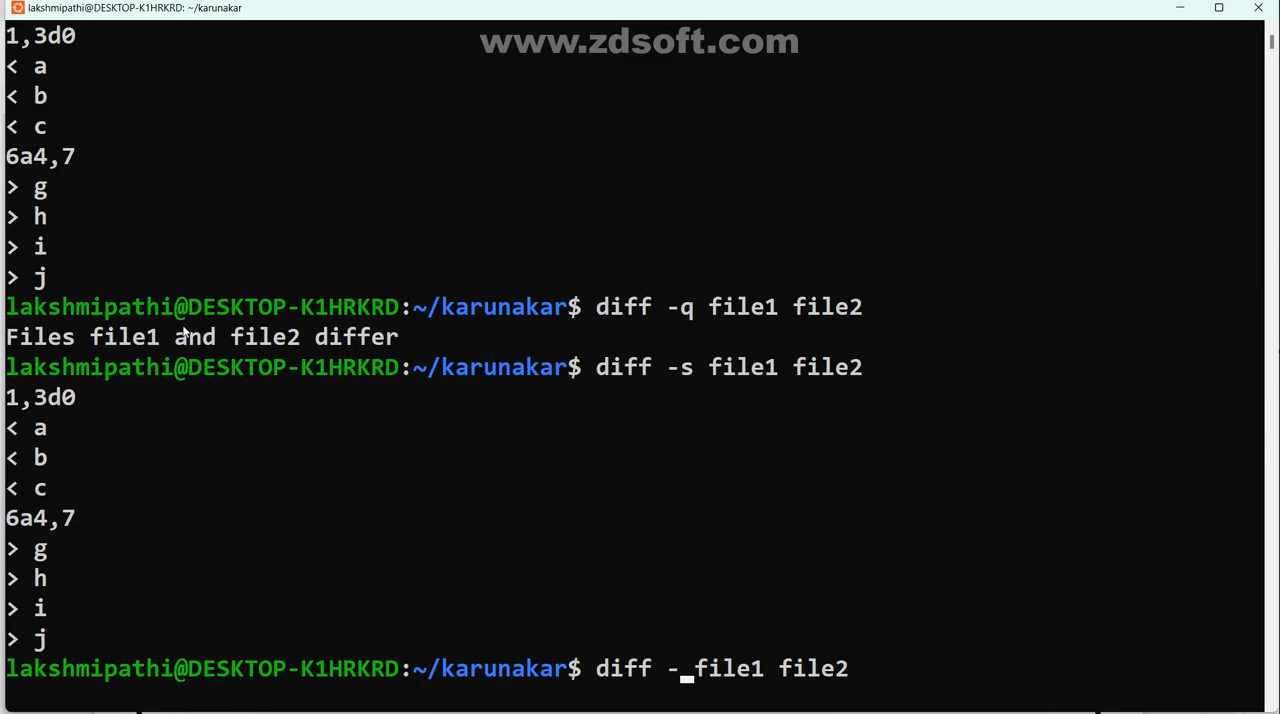 lakshmipathi@DESKTOP-K1HRKRD: ~/karunakar
www.zdsoft.com
1,3d0
< a
< b
< c
6a4,7
> g
> h
> i
> j
lakshmipathi@DESKTOP-K1HRKRD:~/karunakar$ diff -q file1 file2
Files file1 and file2 differ
lakshmipathi@DESKTOP-K1HRKRD:~/karunakar$ diff -s file1 file2
1,3d0
< a
< b
< c
6a4,7
> g
> h
> i
> j
lakshmipathi@DESKTOP-K1HRKRD:~/karunakar$ diff - file1 file2